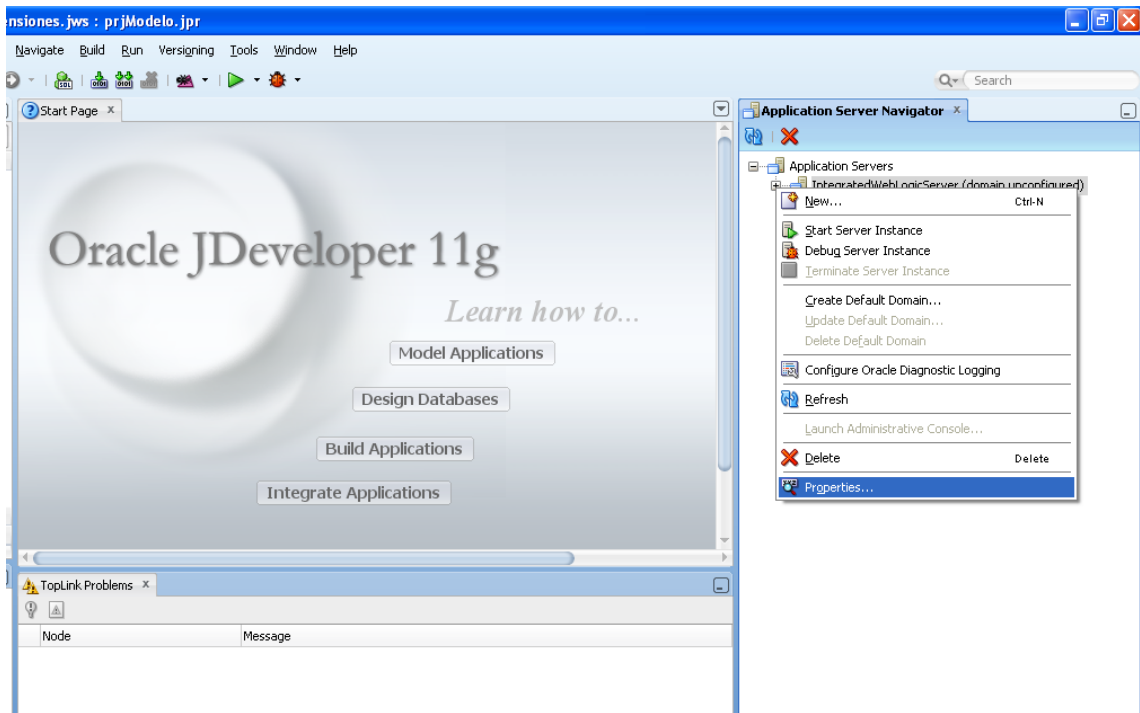 ensiones.jws : prjModelo.jpr
Navigate Build Run Versioning Tools Window Help
Search
Start Page
Oracle JDeveloper 11g
Learn how to...
Model Applications
Design Databases
Build Applications
Integrate Applications
TopLink Problems
Node Message
Application Server Navigator
Application Servers
IntegratedWebLogicServer (domain unconfigured)
New... Ctrl-N
Start Server Instance
Debug Server Instance
Terminate Server Instance
Create Default Domain...
Update Default Domain...
Delete Default Domain
Configure Oracle Diagnostic Logging
Refresh
Launch Administrative Console...
Delete Delete
Properties...